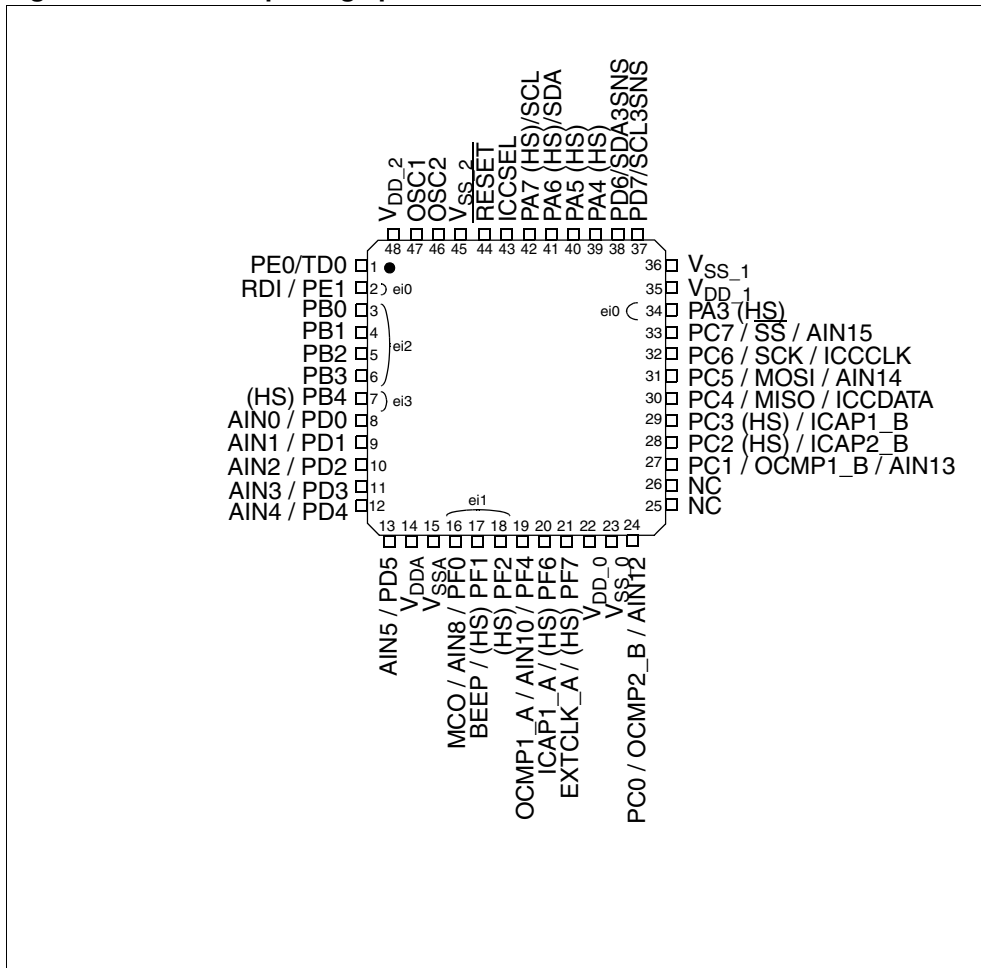 PA7 (HS)/SCL
PA6 (HS)/SDA
PA5 (HS)
PA4 (HS)
PD6/SDA3SNS
PD7/SCL3SNS
VDD_2
OSC1
OSC2
VSS_2
RESET
ICCSEL
48 47 46 45 44 43 42 41 40 39 38 37
PE0/TD0 1
RDI / PE1 2 ei0
PB0 3
PB1 4
PB2 5
PB3 6
ei2
(HS) PB4 7 ei3
AIN0 / PD0 8
AIN1 / PD1 9
AIN2 / PD2 10
AIN3 / PD3 11
AIN4 / PD4 12
36 VSS_1
35 VDD_1
ei0 34 PA3 (HS)
33 PC7 / SS / AIN15
32 PC6 / SCK / ICCCLK
31 PC5 / MOSI / AIN14
30 PC4 / MISO / ICCDATA
29 PC3 (HS) / ICAP1_B
28 PC2 (HS) / ICAP2_B
27 PC1 / OCMP1_B / AIN13
26 NC
25 NC
ei1
13 14 15 16 17 18 19 20 21 22 23 24
AIN5 / PD5
VDDA
VSSA
MCO / AIN8 / PF0
BEEP / (HS) PF1
(HS) PF2
OCMP1_A / AIN10 / PF4
ICAP1_A / (HS) PF6
EXTCLK_A / (HS) PF7
VDD_0
VSS_0
PC0 / OCMP2_B / AIN12